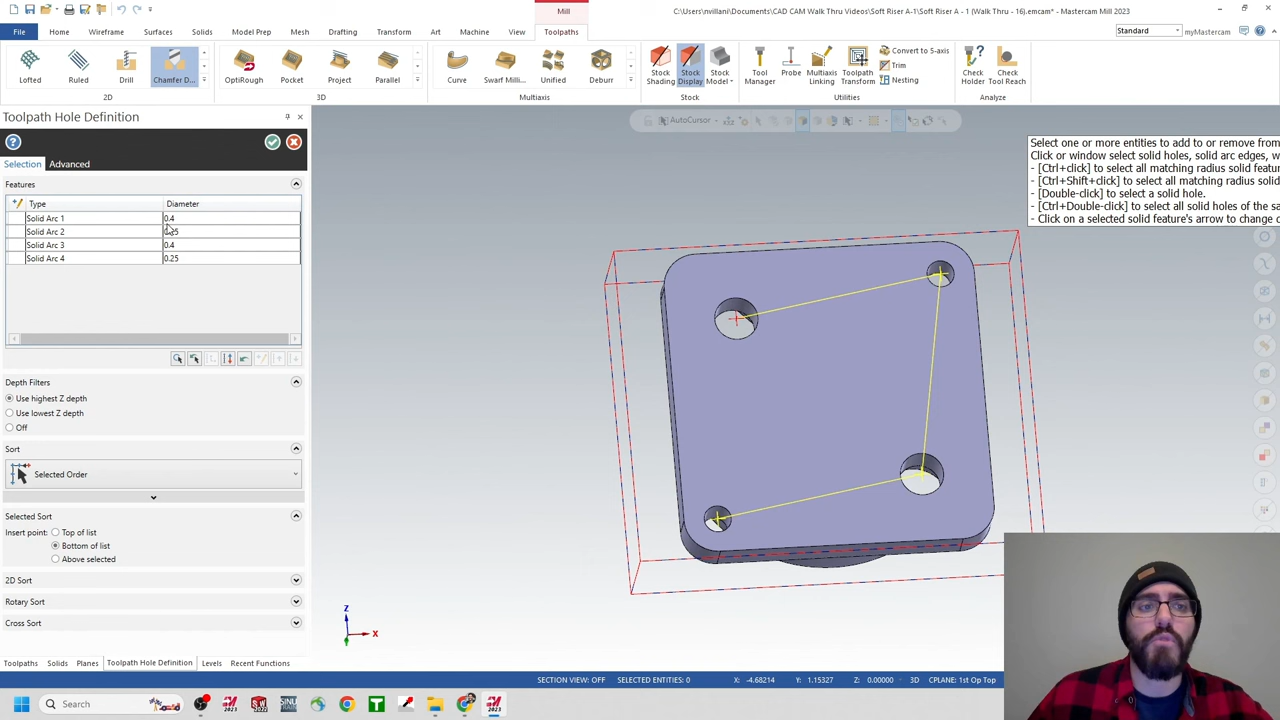 Mill
C:\Users\nvillani\Documents\CAD CAM Walk Thru Videos\Soft Riser A-1\Soft Riser A - 1 (Walk Thru - 16).emcam* - Mastercam Mill 2023
File Home Wireframe Surfaces Solids Model Prep Mesh Drafting Transform Art Machine View Toolpaths
Standard
myMastercam
Lofted Ruled Drill Chamfer D...
OptiRough Pocket Project Parallel
Curve Swarf Milli... Unified Deburr
Stock Shading Stock Display Stock Model
Tool Manager Probe Multiaxis Linking Toolpath Transform
Convert to 5-axis
Trim
Nesting
Check Holder Check Tool Reach
2D 3D Multiaxis Stock Utilities Analyze
Toolpath Hole Definition
AutoCursor
Selection Advanced
Features
Type Diameter
Solid Arc 1 0.4
Solid Arc 2 0.25
Solid Arc 3 0.4
Solid Arc 4 0.25
Depth Filters
Use highest Z depth
Use lowest Z depth
Off
Sort
Selected Order
Selected Sort
Insert point: Top of list
Bottom of list
Above selected
2D Sort
Rotary Sort
Cross Sort
Select one or more entities to add to or remove from
Click or window select solid holes, solid arc edges, w
- [Ctrl+click] to select all matching radius solid featur
- [Ctrl+Shift+click] to select all matching radius solid
- [Double-click] to select a solid hole.
- [Ctrl+Double-click] to select all solid holes of the sa
- Click on a selected solid feature's arrow to change c
Z
X
Y
Toolpaths Solids Planes Toolpath Hole Definition Levels Recent Functions
SECTION VIEW: OFF SELECTED ENTITIES: 0 X: -4.68214 Y: 1.15327 Z: 0.00000 3D CPLANE: 1st Op Top
Search